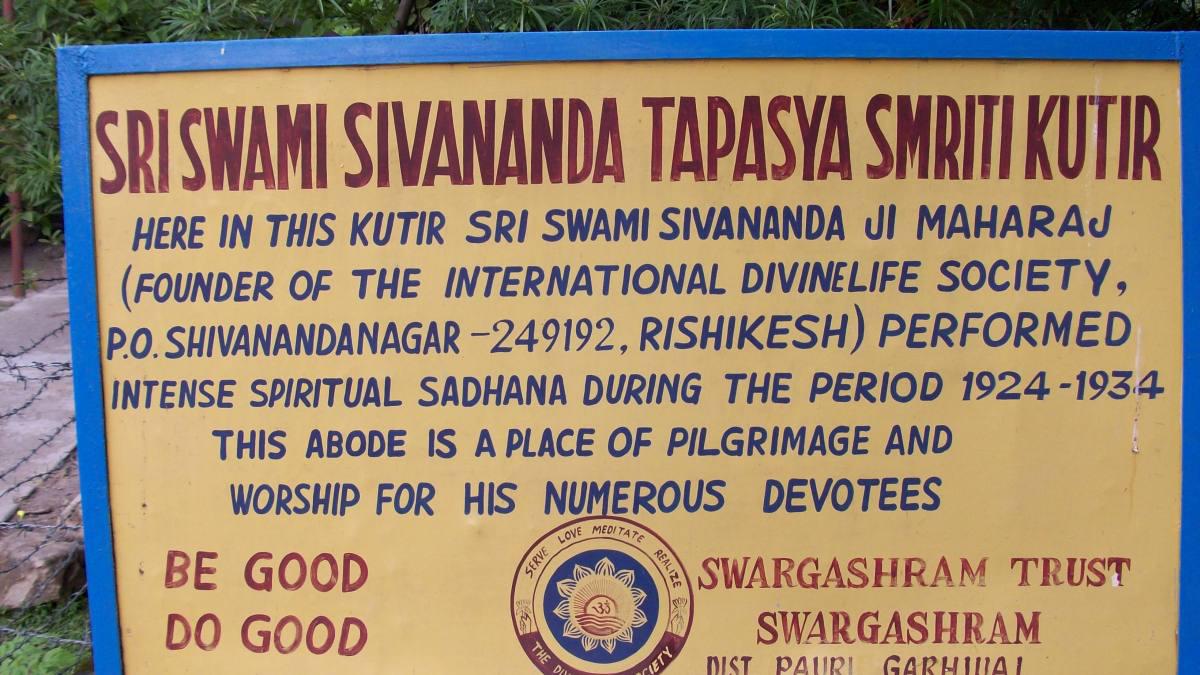 SRI SWAMI SIVANANDA TAPASYA SMRITI KUTIR
HERE IN THIS KUTIR SRI SWAMI SIVANANDA JI MAHARAJ
(FOUNDER OF THE INTERNATIONAL DIVINELIFE SOCIETY,
P.O. SHIVANANDANAGAR -249192, RISHIKESH) PERFORMED
INTENSE SPIRITUAL SADHANA DURING THE PERIOD 1924-1934
THIS ABODE IS A PLACE OF PILGRIMAGE AND
WORSHIP FOR HIS NUMEROUS DEVOTEES
BE GOOD
DO GOOD
SERVE LOVE MEDITATE REALIZE
ॐ
THE SOCIETY
SWARGASHRAM TRUST
SWARGASHRAM
DIST PAURI GARHWAL